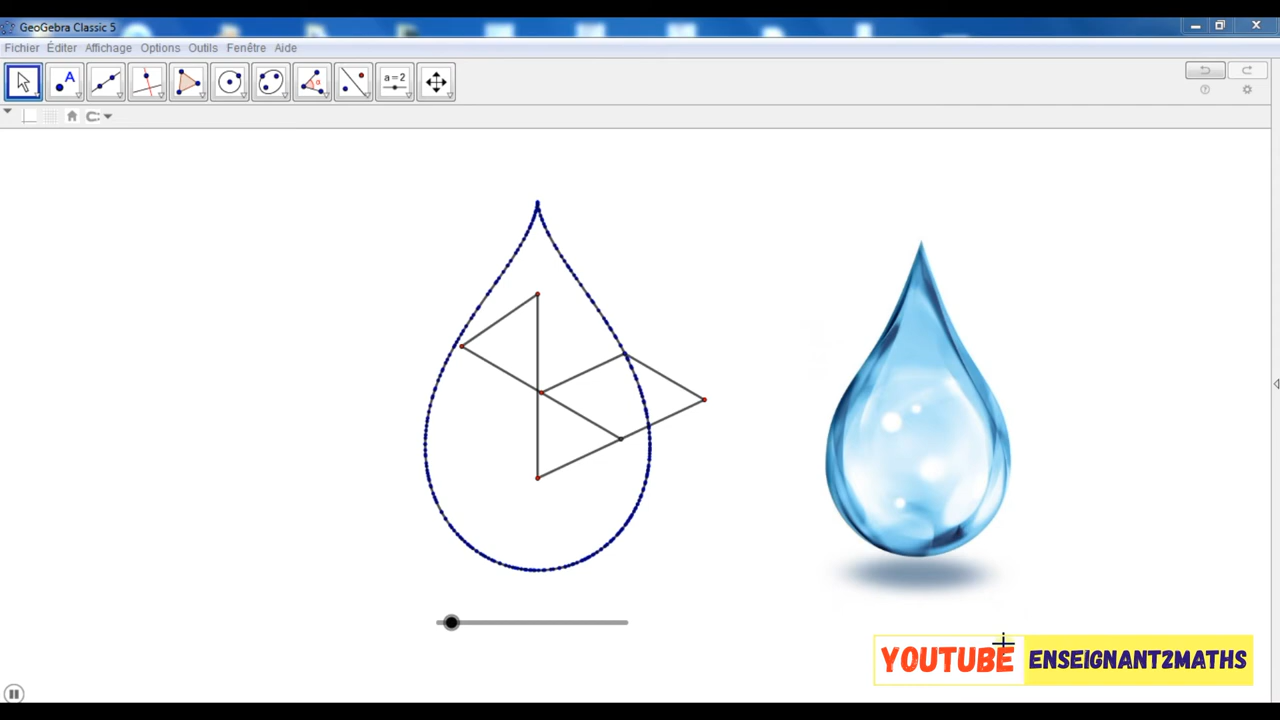 GeoGebra Classic 5
Fichier Éditer Affichage Options Outils Fenêtre Aide
A
α
a=2
YOUTUBE ENSEIGNANT2MATHS